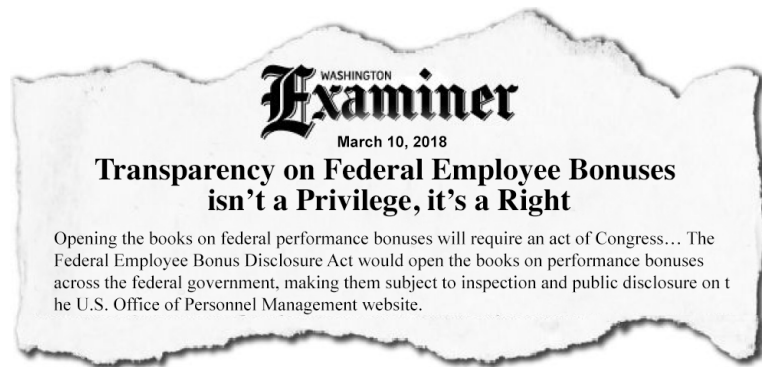 WASHINGTON
Examiner
March 10, 2018
Transparency on Federal Employee Bonuses
isn’t a Privilege, it’s a Right
Opening the books on federal performance bonuses will require an act of Congress… The
Federal Employee Bonus Disclosure Act would open the books on performance bonuses
across the federal government, making them subject to inspection and public disclosure on t
he U.S. Office of Personnel Management website.